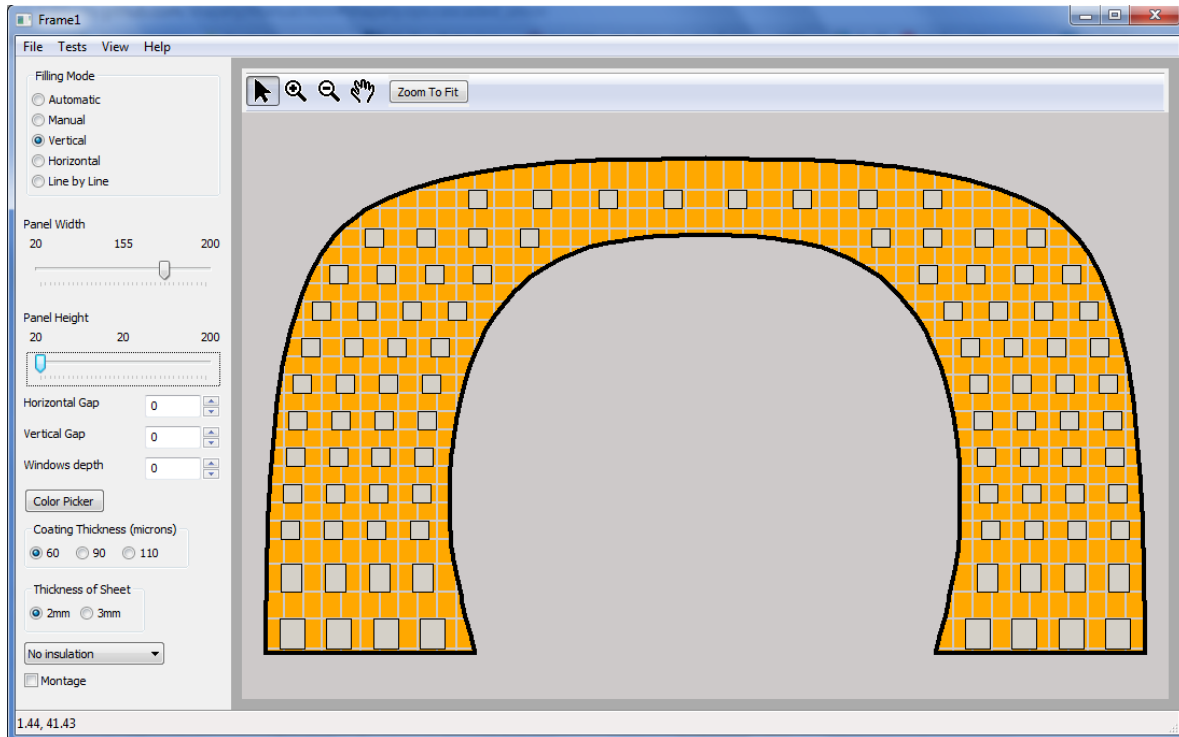 Frame1
File Tests View Help
Filling Mode
Automatic
Manual
Vertical
Horizontal
Line by Line
Zoom To Fit
Panel Width
20 155 200
Panel Height
20 20 200
Horizontal Gap 0
Vertical Gap 0
Windows depth 0
Color Picker
Coating Thickness (microns)
60 90 110
Thickness of Sheet
2mm 3mm
No insulation
Montage
1.44, 41.43